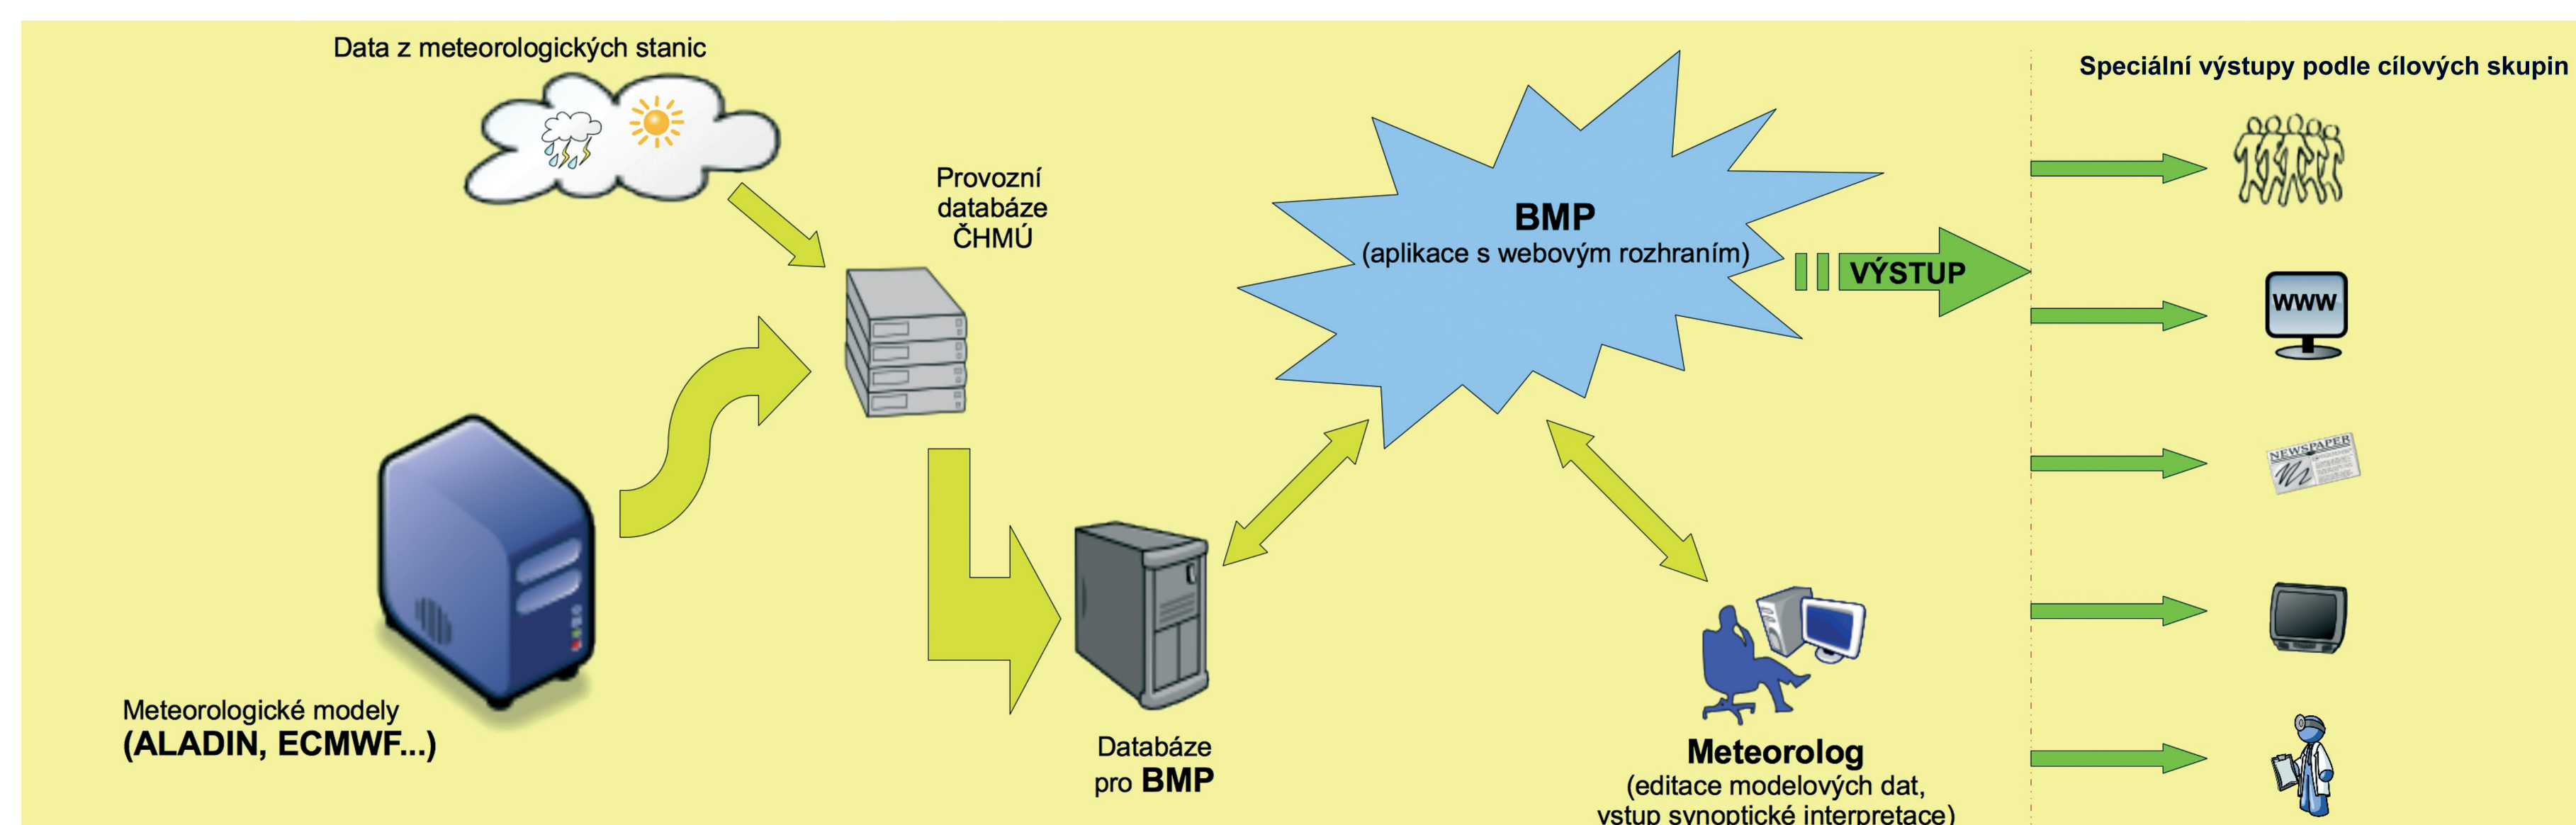 Data z meteorologických stanic
Provozní
databáze
ČHMÚ
Meteorologické modely
(ALADIN, ECMWF...)
Databáze
pro BMP
BMP
(aplikace s webovým rozhraním)
VÝSTUP
Meteorolog
(editace modelových dat,
vstup synoptické interpretace)
Speciální výstupy podle cílových skupin
WWW
NEWSPAPER